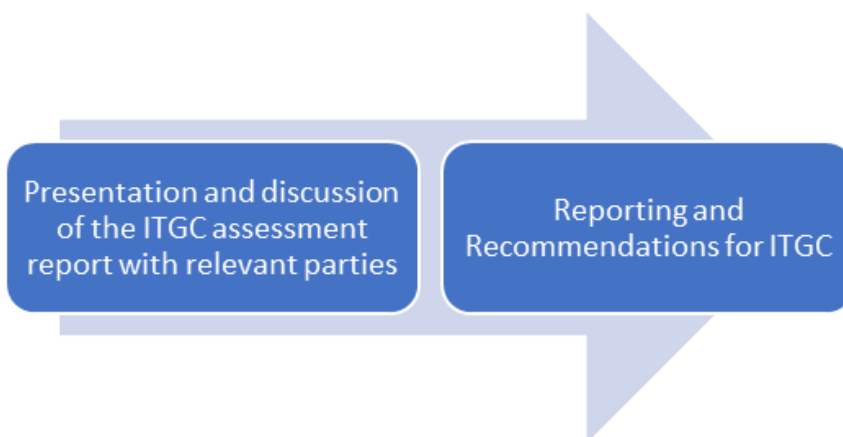 Presentation and discussion
of the ITGC assessment
report with relevant parties
Reporting and
Recommendations for ITGC